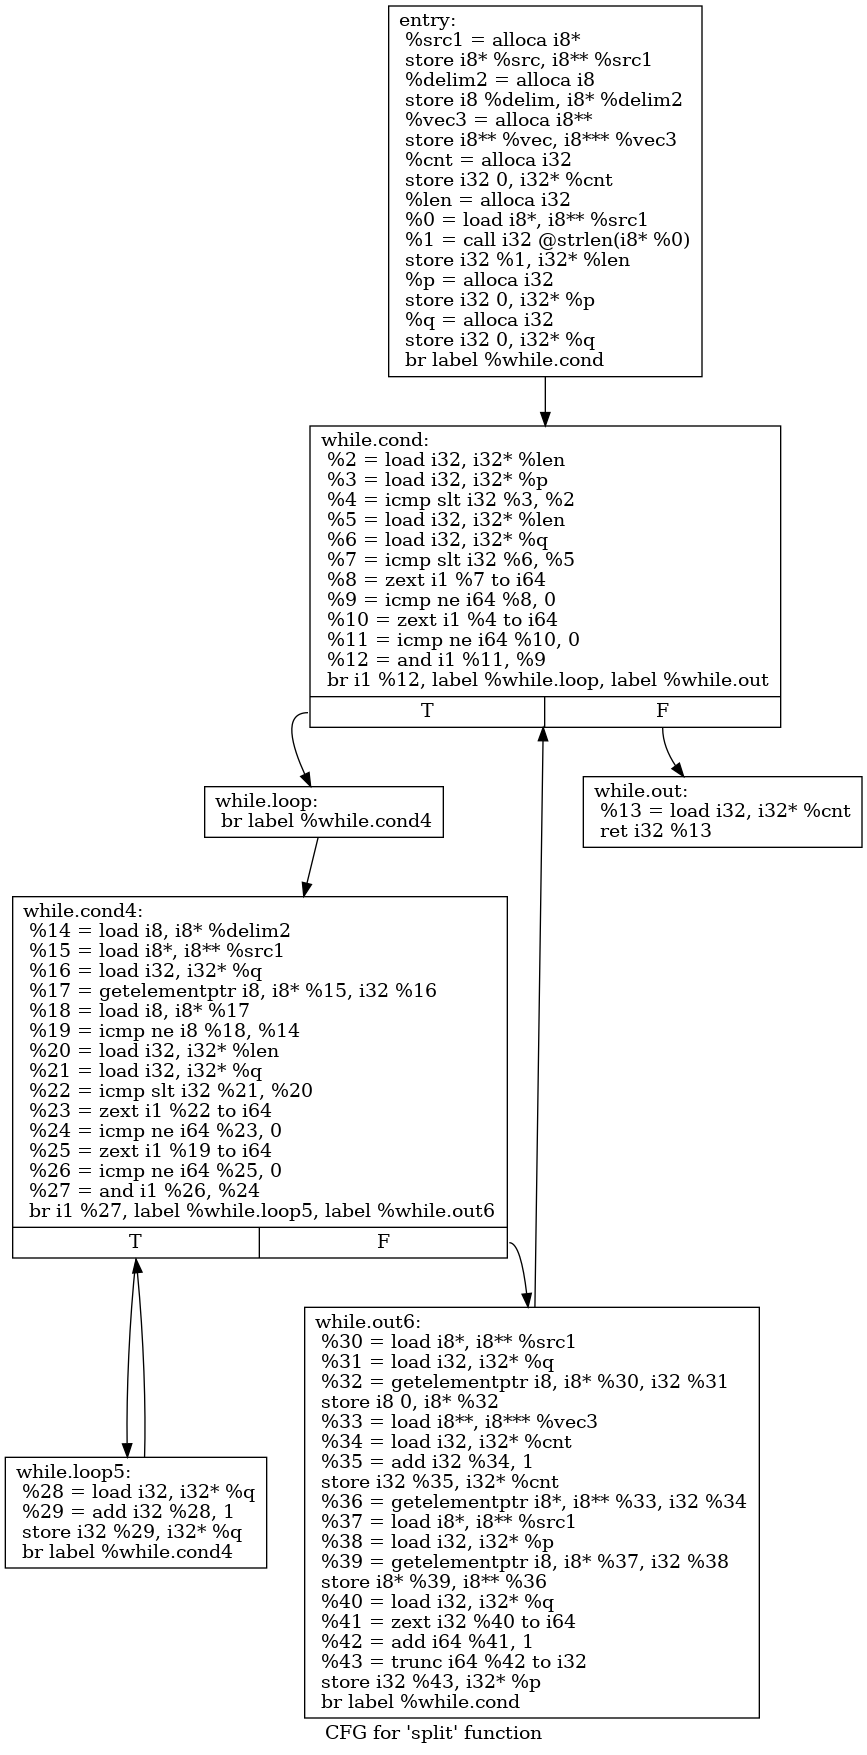 entry:
%src1 = alloca i8*
store i8* %src, i8** %src1
%delim2 = alloca i8
store i8 %delim, i8* %delim2
%vec3 = alloca i8**
store i8** %vec, i8*** %vec3
%cnt = alloca i32
store i32 0, i32* %cnt
%len = alloca i32
%0 = load i8*, i8** %src1
%1 = call i32 @strlen(i8* %0)
store i32 %1, i32* %len
%p = alloca i32
store i32 0, i32* %p
%q = alloca i32
store i32 0, i32* %q
br label %while.cond
while.cond:
%2 = load i32, i32* %len
%3 = load i32, i32* %p
%4 = icmp slt i32 %3, %2
%5 = load i32, i32* %len
%6 = load i32, i32* %q
%7 = icmp slt i32 %6, %5
%8 = zext i1 %7 to i64
%9 = icmp ne i64 %8, 0
%10 = zext i1 %4 to i64
%11 = icmp ne i64 %10, 0
%12 = and i1 %11, %9
br i1 %12, label %while.loop, label %while.out
T
F
while.loop:
br label %while.cond4
while.out:
%13 = load i32, i32* %cnt
ret i32 %13
while.cond4:
%14 = load i8, i8* %delim2
%15 = load i8*, i8** %src1
%16 = load i32, i32* %q
%17 = getelementptr i8, i8* %15, i32 %16
%18 = load i8, i8* %17
%19 = icmp ne i8 %18, %14
%20 = load i32, i32* %len
%21 = load i32, i32* %q
%22 = icmp slt i32 %21, %20
%23 = zext i1 %22 to i64
%24 = icmp ne i64 %23, 0
%25 = zext i1 %19 to i64
%26 = icmp ne i64 %25, 0
%27 = and i1 %26, %24
br i1 %27, label %while.loop5, label %while.out6
T
F
while.loop5:
%28 = load i32, i32* %q
%29 = add i32 %28, 1
store i32 %29, i32* %q
br label %while.cond4
while.out6:
%30 = load i8*, i8** %src1
%31 = load i32, i32* %q
%32 = getelementptr i8, i8* %30, i32 %31
store i8 0, i8* %32
%33 = load i8**, i8*** %vec3
%34 = load i32, i32* %cnt
%35 = add i32 %34, 1
store i32 %35, i32* %cnt
%36 = getelementptr i8*, i8** %33, i32 %34
%37 = load i8*, i8** %src1
%38 = load i32, i32* %p
%39 = getelementptr i8, i8* %37, i32 %38
store i8* %39, i8** %36
%40 = load i32, i32* %q
%41 = zext i32 %40 to i64
%42 = add i64 %41, 1
%43 = trunc i64 %42 to i32
store i32 %43, i32* %p
br label %while.cond
CFG for 'split' function